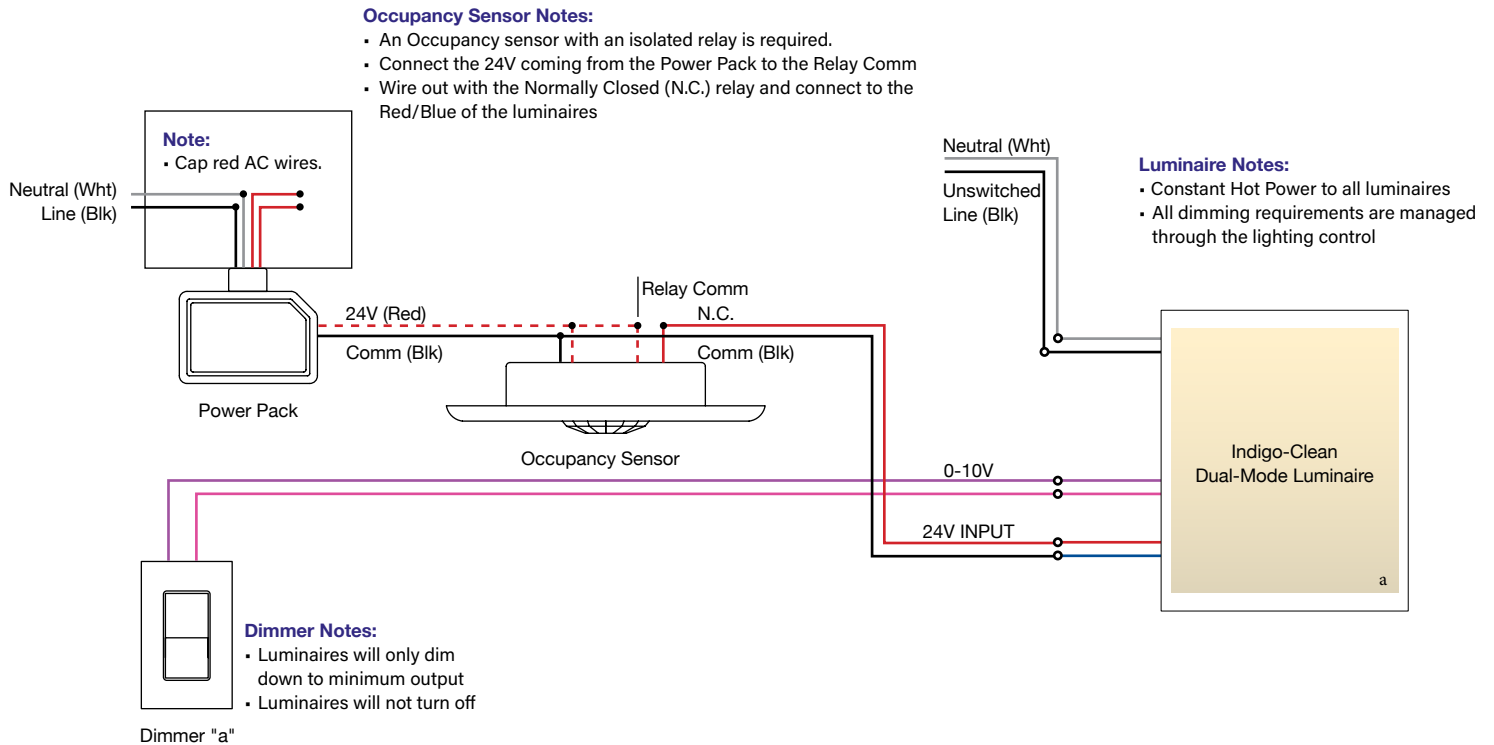 Occupancy Sensor Notes:
▪ An Occupancy sensor with an isolated relay is required.
▪ Connect the 24V coming from the Power Pack to the Relay Comm
▪ Wire out with the Normally Closed (N.C.) relay and connect to the
Red/Blue of the luminaires
Note:
▪ Cap red AC wires.
Neutral (Wht)
Line (Blk)
Neutral (Wht)
Unswitched
Line (Blk)
Luminaire Notes:
▪ Constant Hot Power to all luminaires
▪ All dimming requirements are managed
through the lighting control
24V (Red)
Comm (Blk)
Relay Comm
N.C.
Comm (Blk)
Power Pack
Occupancy Sensor
0-10V
24V INPUT
Indigo-Clean
Dual-Mode Luminaire
a
Dimmer Notes:
▪ Luminaires will only dim
down to minimum output
▪ Luminaires will not turn off
Dimmer "a"